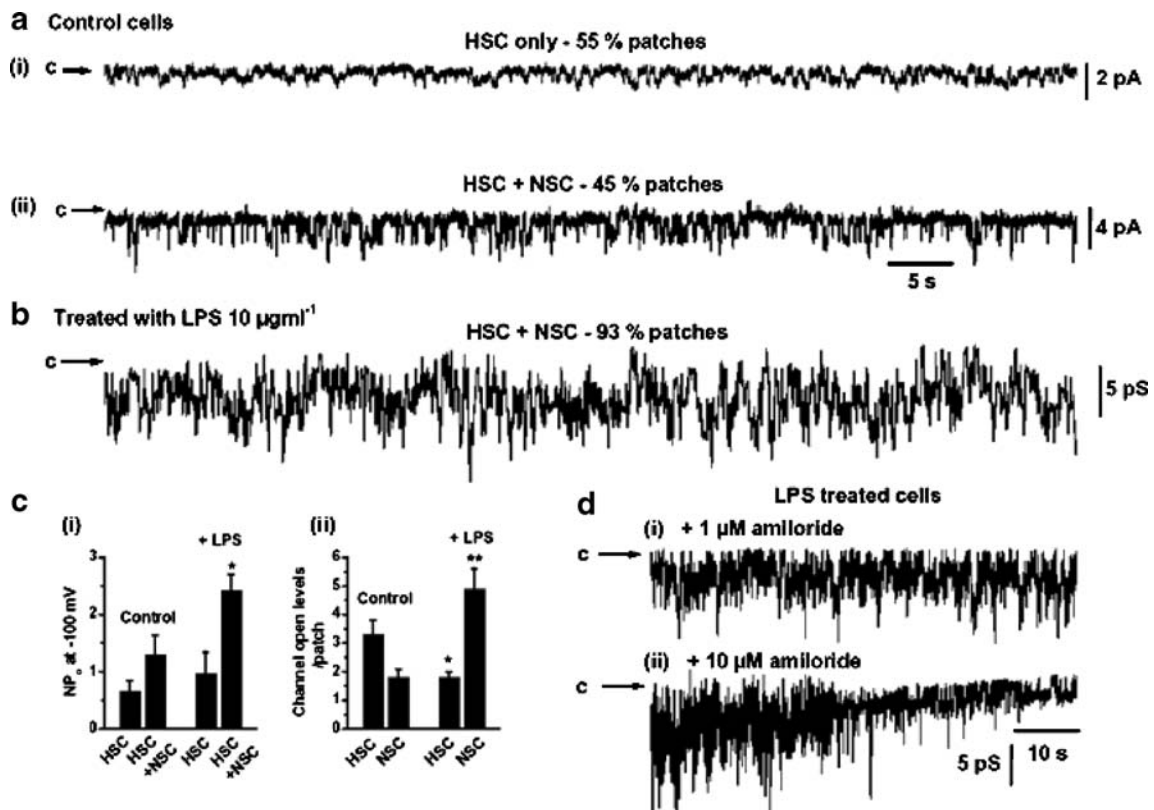 a Control cells
HSC only - 55 % patches
(i) c
2 pA
HSC + NSC - 45 % patches
(ii) c
4 pA
5 s
b Treated with LPS 10 µgml⁻¹
HSC + NSC - 93 % patches
c
5 pS
c
(i)
+ LPS
3
*
Control
2
NPₒ at -100 mV
1
0
HSC
HSC +NSC
HSC
HSC +NSC
(ii)
+ LPS
6
**
5
Control
4
Channel open levels /patch
3
*
2
1
0
HSC
NSC
HSC
NSC
d
LPS treated cells
(i) + 1 µM amiloride
c
(ii) + 10 µM amiloride
c
5 pS
10 s